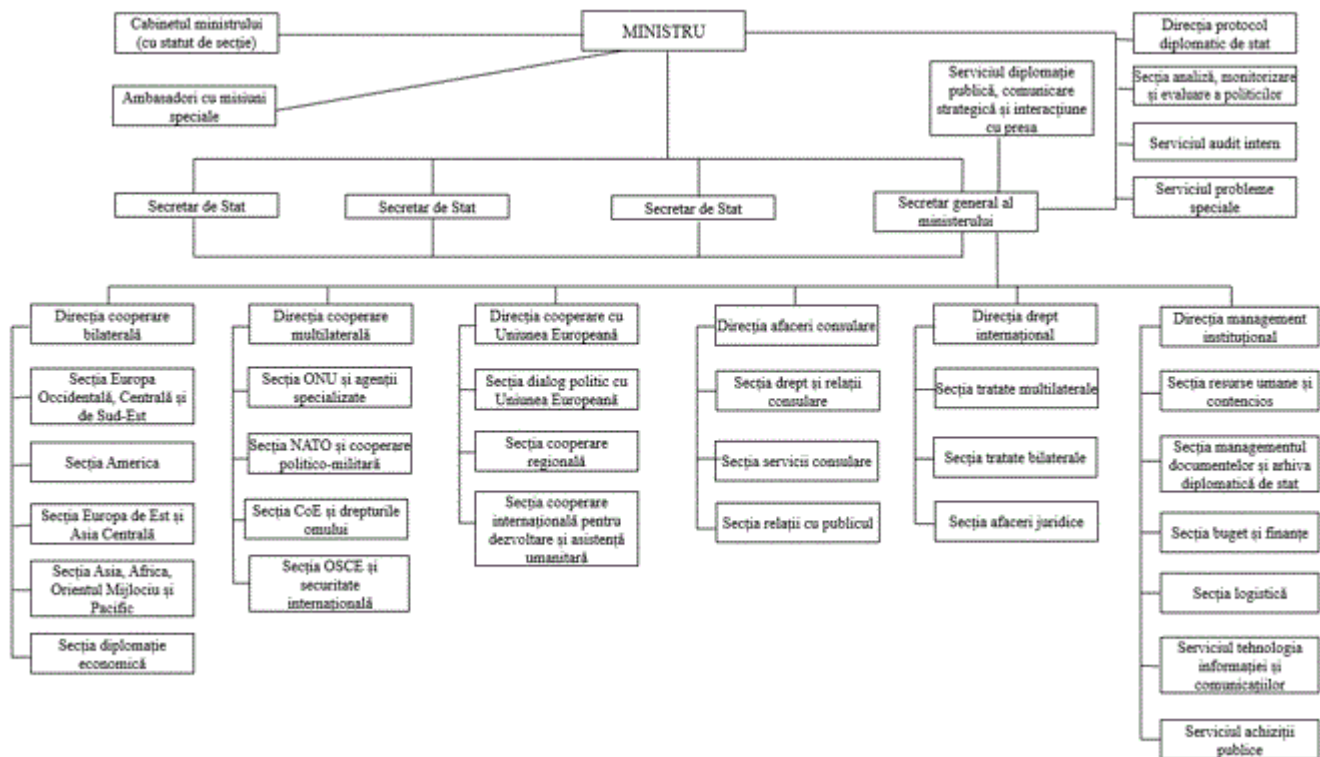 Cabinetul ministrului
(cu statut de secție)
MINISTRU
Direcția protocol
diplomatic de stat
Ambasadori cu misiuni
speciale
Serviciul diplomație
publică, comunicare
strategică și interacțiune
cu presa
Secția analiză, monitorizare
și evaluare a politicilor
Serviciul audit intern
Serviciul probleme
speciale
Secretar de Stat
Secretar de Stat
Secretar de Stat
Secretar general al
ministerului
Direcția cooperare
bilaterală
Secția Europa
Occidentală, Centrală și
de Sud-Est
Secția America
Secția Europa de Est și
Asia Centrală
Secția Asia, Africa,
Orientul Mijlociu și
Pacific
Secția diplomație
economică
Direcția cooperare
multilaterală
Secția ONU și agenții
specializate
Secția NATO și cooperare
politico-militară
Secția CoE și drepturile
omului
Secția OSCE și
securitate
internațională
Direcția cooperare cu
Uniunea Europeană
Secția dialog politic cu
Uniunea Europeană
Secția cooperare
regională
Secția cooperare
internațională pentru
dezvoltare și asistență
umanitară
Direcția afaceri consulare
Secția drept și relații
consulare
Secția servicii consulare
Secția relații cu publicul
Direcția drept
internațional
Secția tratate multilaterale
Secția tratate bilaterale
Secția afaceri juridice
Direcția management
instituțional
Secția resurse umane și
contencios
Secția managementul
documentelor și arhiva
diplomatică de stat
Secția buget și finanțe
Secția logistică
Serviciul tehnologia
informației și
comunicațiilor
Serviciul achiziții
publice